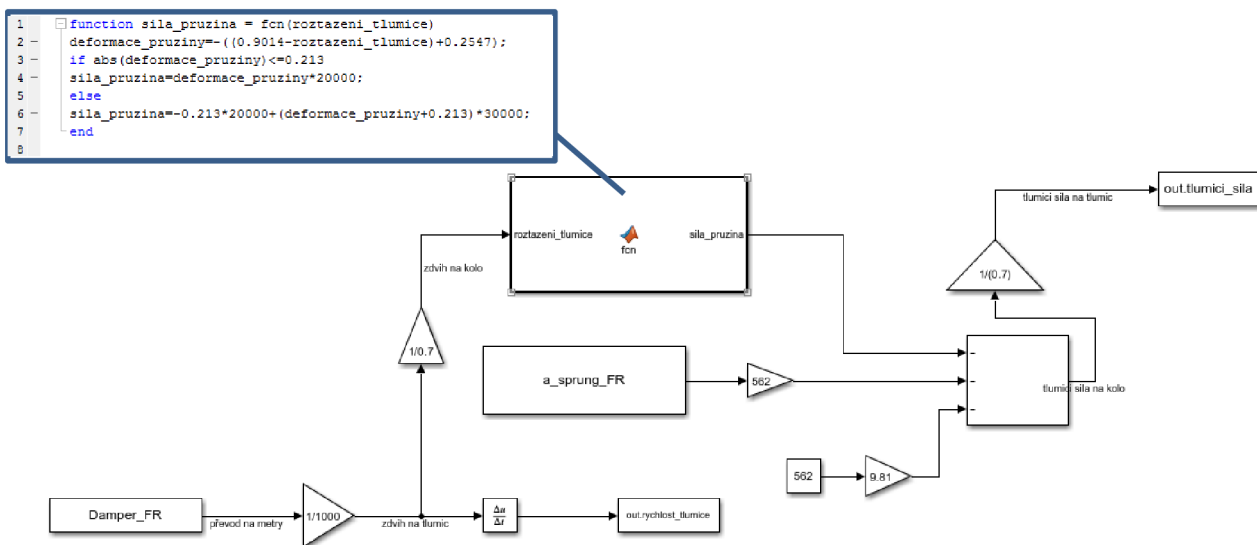 1 function sila_pruzina = fcn(roztazeni_tlumice)
2 - deformace_pruziny=-((0.9014-roztazeni_tlumice)+0.2547);
3 - if abs(deformace_pruziny)<=0.213
4 - sila_pruzina=deformace_pruziny*20000;
5 else
6 - sila_pruzina=-0.213*20000+(deformace_pruziny+0.213)*30000;
7 end
8
out.tlumici_sila
tlumici sila na tlumic
roztazeni_tlumice
fcn
sila_pruzina
zdvih na kolo
1/(0.7)
1/0.7
a_sprung_FR
562
-
-
-
tlumici sila na kolo
562
9.81
Damper_FR
převod na metry
1/1000
zdvih na tlumic
Δu
Δt
out.rychlost_tlumice